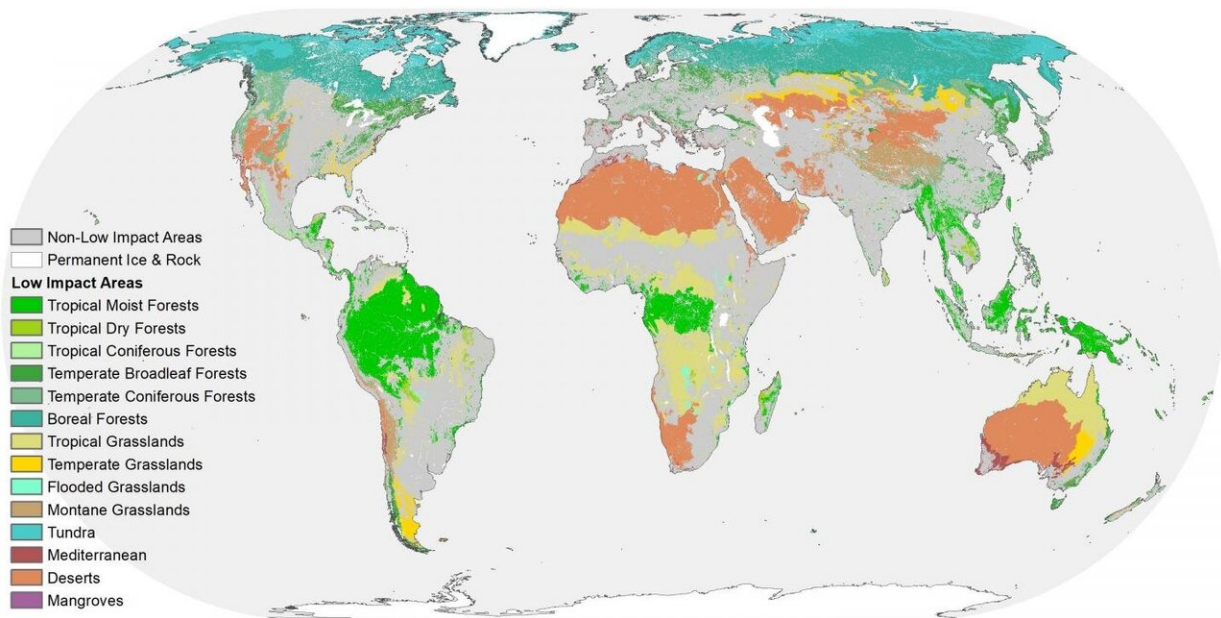 Non-Low Impact Areas
Permanent Ice & Rock
Low Impact Areas
Tropical Moist Forests
Tropical Dry Forests
Tropical Coniferous Forests
Temperate Broadleaf Forests
Temperate Coniferous Forests
Boreal Forests
Tropical Grasslands
Temperate Grasslands
Flooded Grasslands
Montane Grasslands
Tundra
Mediterranean
Deserts
Mangroves